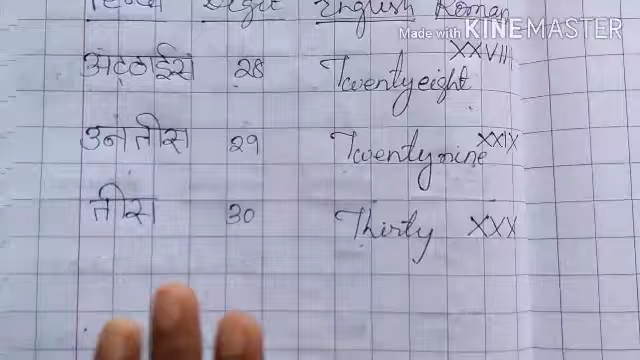 हिन्दी Digit English Roman
Made with KINEMASTER
अट्ठाईस 28 Twentyeight XXVIII
उनतीस 29 Twentynine XXIX
तीस 30 Thirty XXX